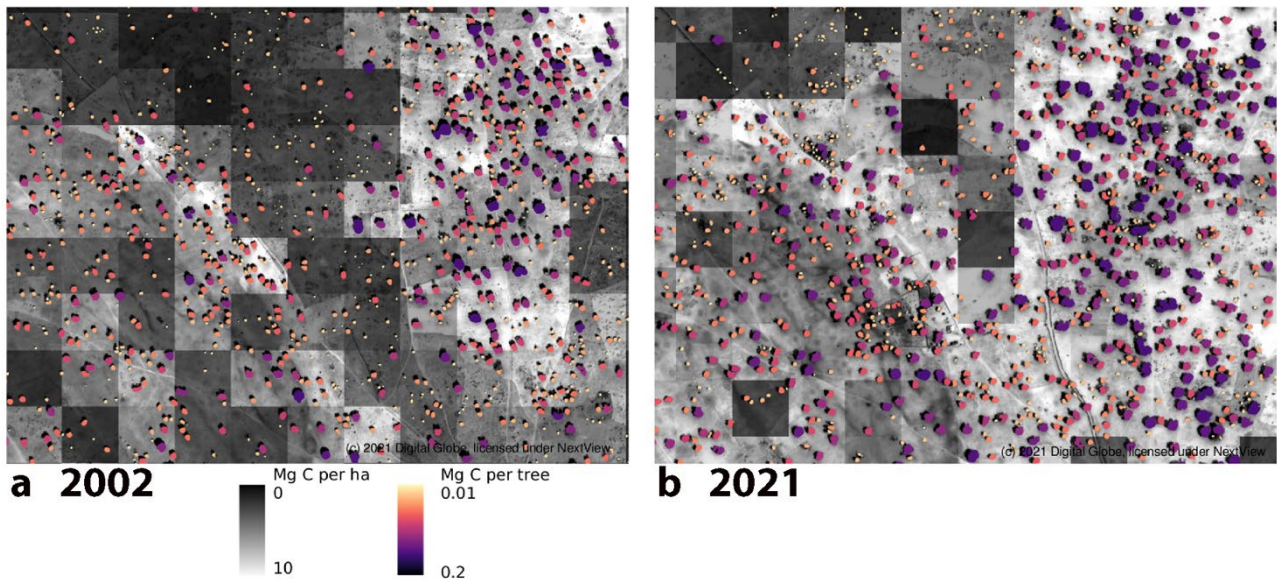 (c) 2021 Digital Globe, licensed under NextView
(c) 2021 Digital Globe, licensed under NextView
a 2002
b 2021
Mg C per ha
0
10
Mg C per tree
0.01
0.2